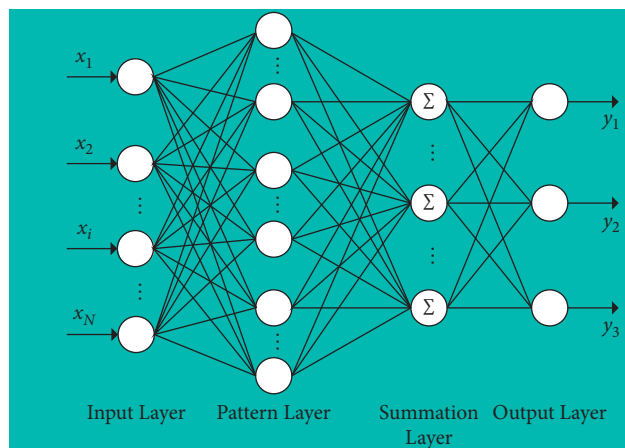 x1
x2
⋮
xi
⋮
xN
⋮
⋮
⋮
⋮
Σ
⋮
Σ
⋮
Σ
y1
y2
y3
Input Layer
Pattern Layer
Summation
Layer
Output Layer